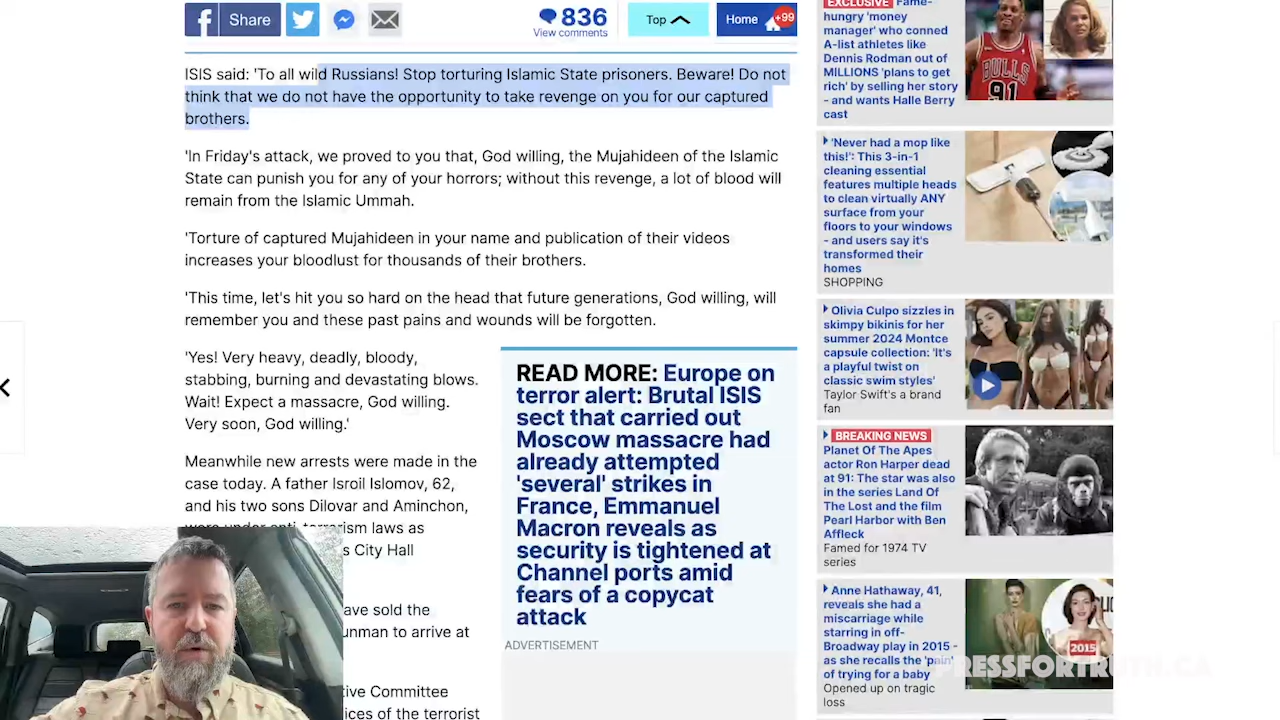 Share
836
View comments
Top
Home
+99
ISIS said: 'To all wild Russians! Stop torturing Islamic State prisoners. Beware! Do not
think that we do not have the opportunity to take revenge on you for our captured
brothers.
'In Friday's attack, we proved to you that, God willing, the Mujahideen of the Islamic
State can punish you for any of your horrors; without this revenge, a lot of blood will
remain from the Islamic Ummah.
'Torture of captured Mujahideen in your name and publication of their videos
increases your bloodlust for thousands of their brothers.
'This time, let's hit you so hard on the head that future generations, God willing, will
remember you and these past pains and wounds will be forgotten.
'Yes! Very heavy, deadly, bloody,
stabbing, burning and devastating blows.
Wait! Expect a massacre, God willing.
Very soon, God willing.'
Meanwhile new arrests were made in the
case today. A father Isroil Islomov, 62,
and his two sons Dilovar and Aminchon,
were under anti-terrorism laws as
s City Hall
ave sold the
unman to arrive at
tive Committee
ices of the terrorist
READ MORE: Europe on
terror alert: Brutal ISIS
sect that carried out
Moscow massacre had
already attempted
'several' strikes in
France, Emmanuel
Macron reveals as
security is tightened at
Channel ports amid
fears of a copycat
attack
ADVERTISEMENT
EXCLUSIVE Fame-
hungry 'money
manager' who conned
A-list athletes like
Dennis Rodman out of
MILLIONS 'plans to get
rich' by selling her story
- and wants Halle Berry
cast
BULLS
91
'Never had a mop like
this!': This 3-in-1
cleaning essential
features multiple heads
to clean virtually ANY
surface from your
floors to your windows
- and users say it's
transformed their
homes
SHOPPING
Olivia Culpo sizzles in
skimpy bikinis for her
summer 2024 Montce
capsule collection: 'It's
a playful twist on
classic swim styles'
Taylor Swift's a brand
fan
BREAKING NEWS
Planet Of The Apes
actor Ron Harper dead
at 91: The star was also
in the series Land Of
The Lost and the film
Pearl Harbor with Ben
Affleck
Famed for 1974 TV
series
Anne Hathaway, 41,
reveals she had a
miscarriage while
starring in off-
Broadway play in 2015 -
as she recalls the 'pain'
of trying for a baby
Opened up on tragic
loss
2015
PRESSFORTRUTH.CA